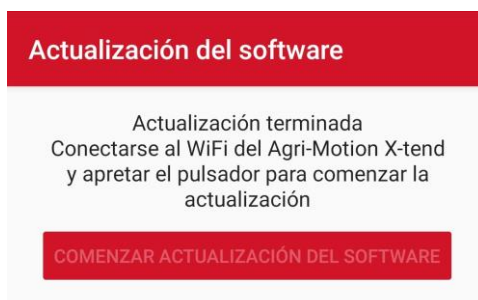 Actualización del software
Actualización terminada
Conectarse al WiFi del Agri-Motion X-tend
y apretar el pulsador para comenzar la
actualización
COMENZAR ACTUALIZACIÓN DEL SOFTWARE